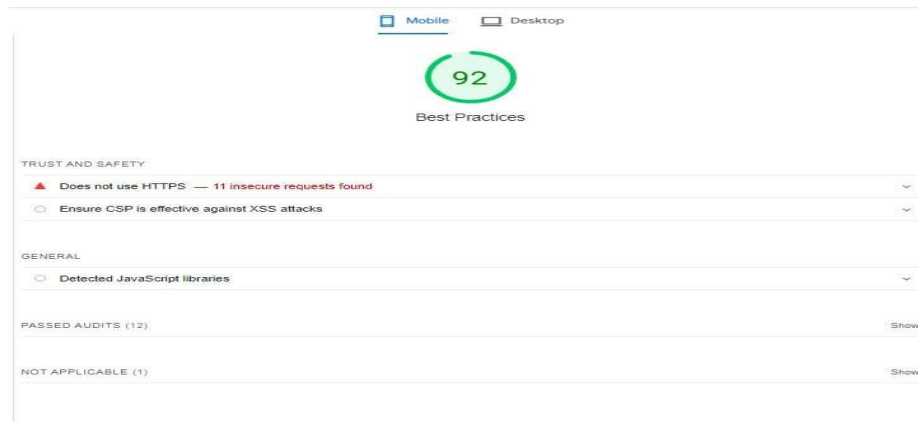 Mobile Desktop
92
Best Practices
TRUST AND SAFETY
Does not use HTTPS — 11 insecure requests found
Ensure CSP is effective against XSS attacks
GENERAL
Detected JavaScript libraries
PASSED AUDITS (12) Show
NOT APPLICABLE (1) Show